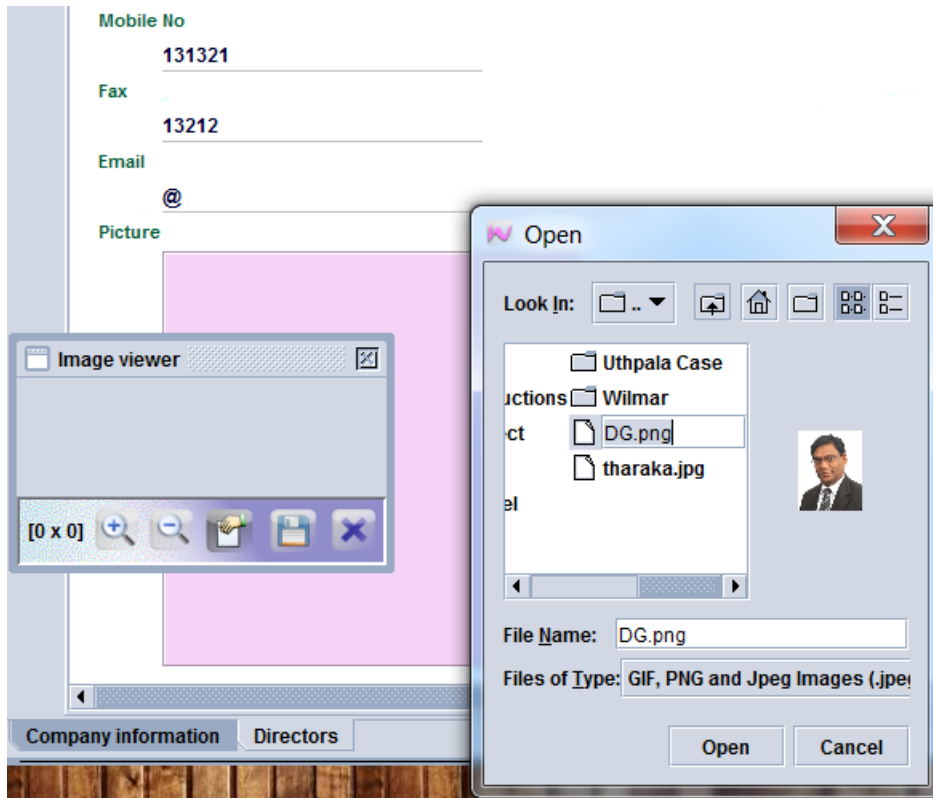 Mobile No
131321
Fax
13212
Email
@
Picture
Open
Look In:
..
Uthpala Case
uctions
Wilmar
ct
DG.png
tharaka.jpg
el
Image viewer
[0 x 0]
File Name: DG.png
Files of Type: GIF, PNG and Jpeg Images (.jpe
Open
Cancel
Company information
Directors